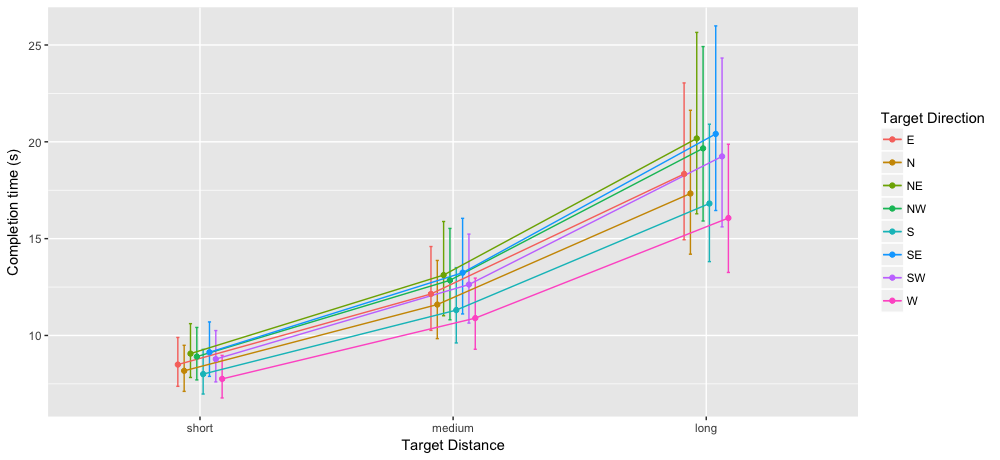 25
20
15
10
Completion time (s)
short medium long
Target Distance
Target Direction
E
N
NE
NW
S
SE
SW
W